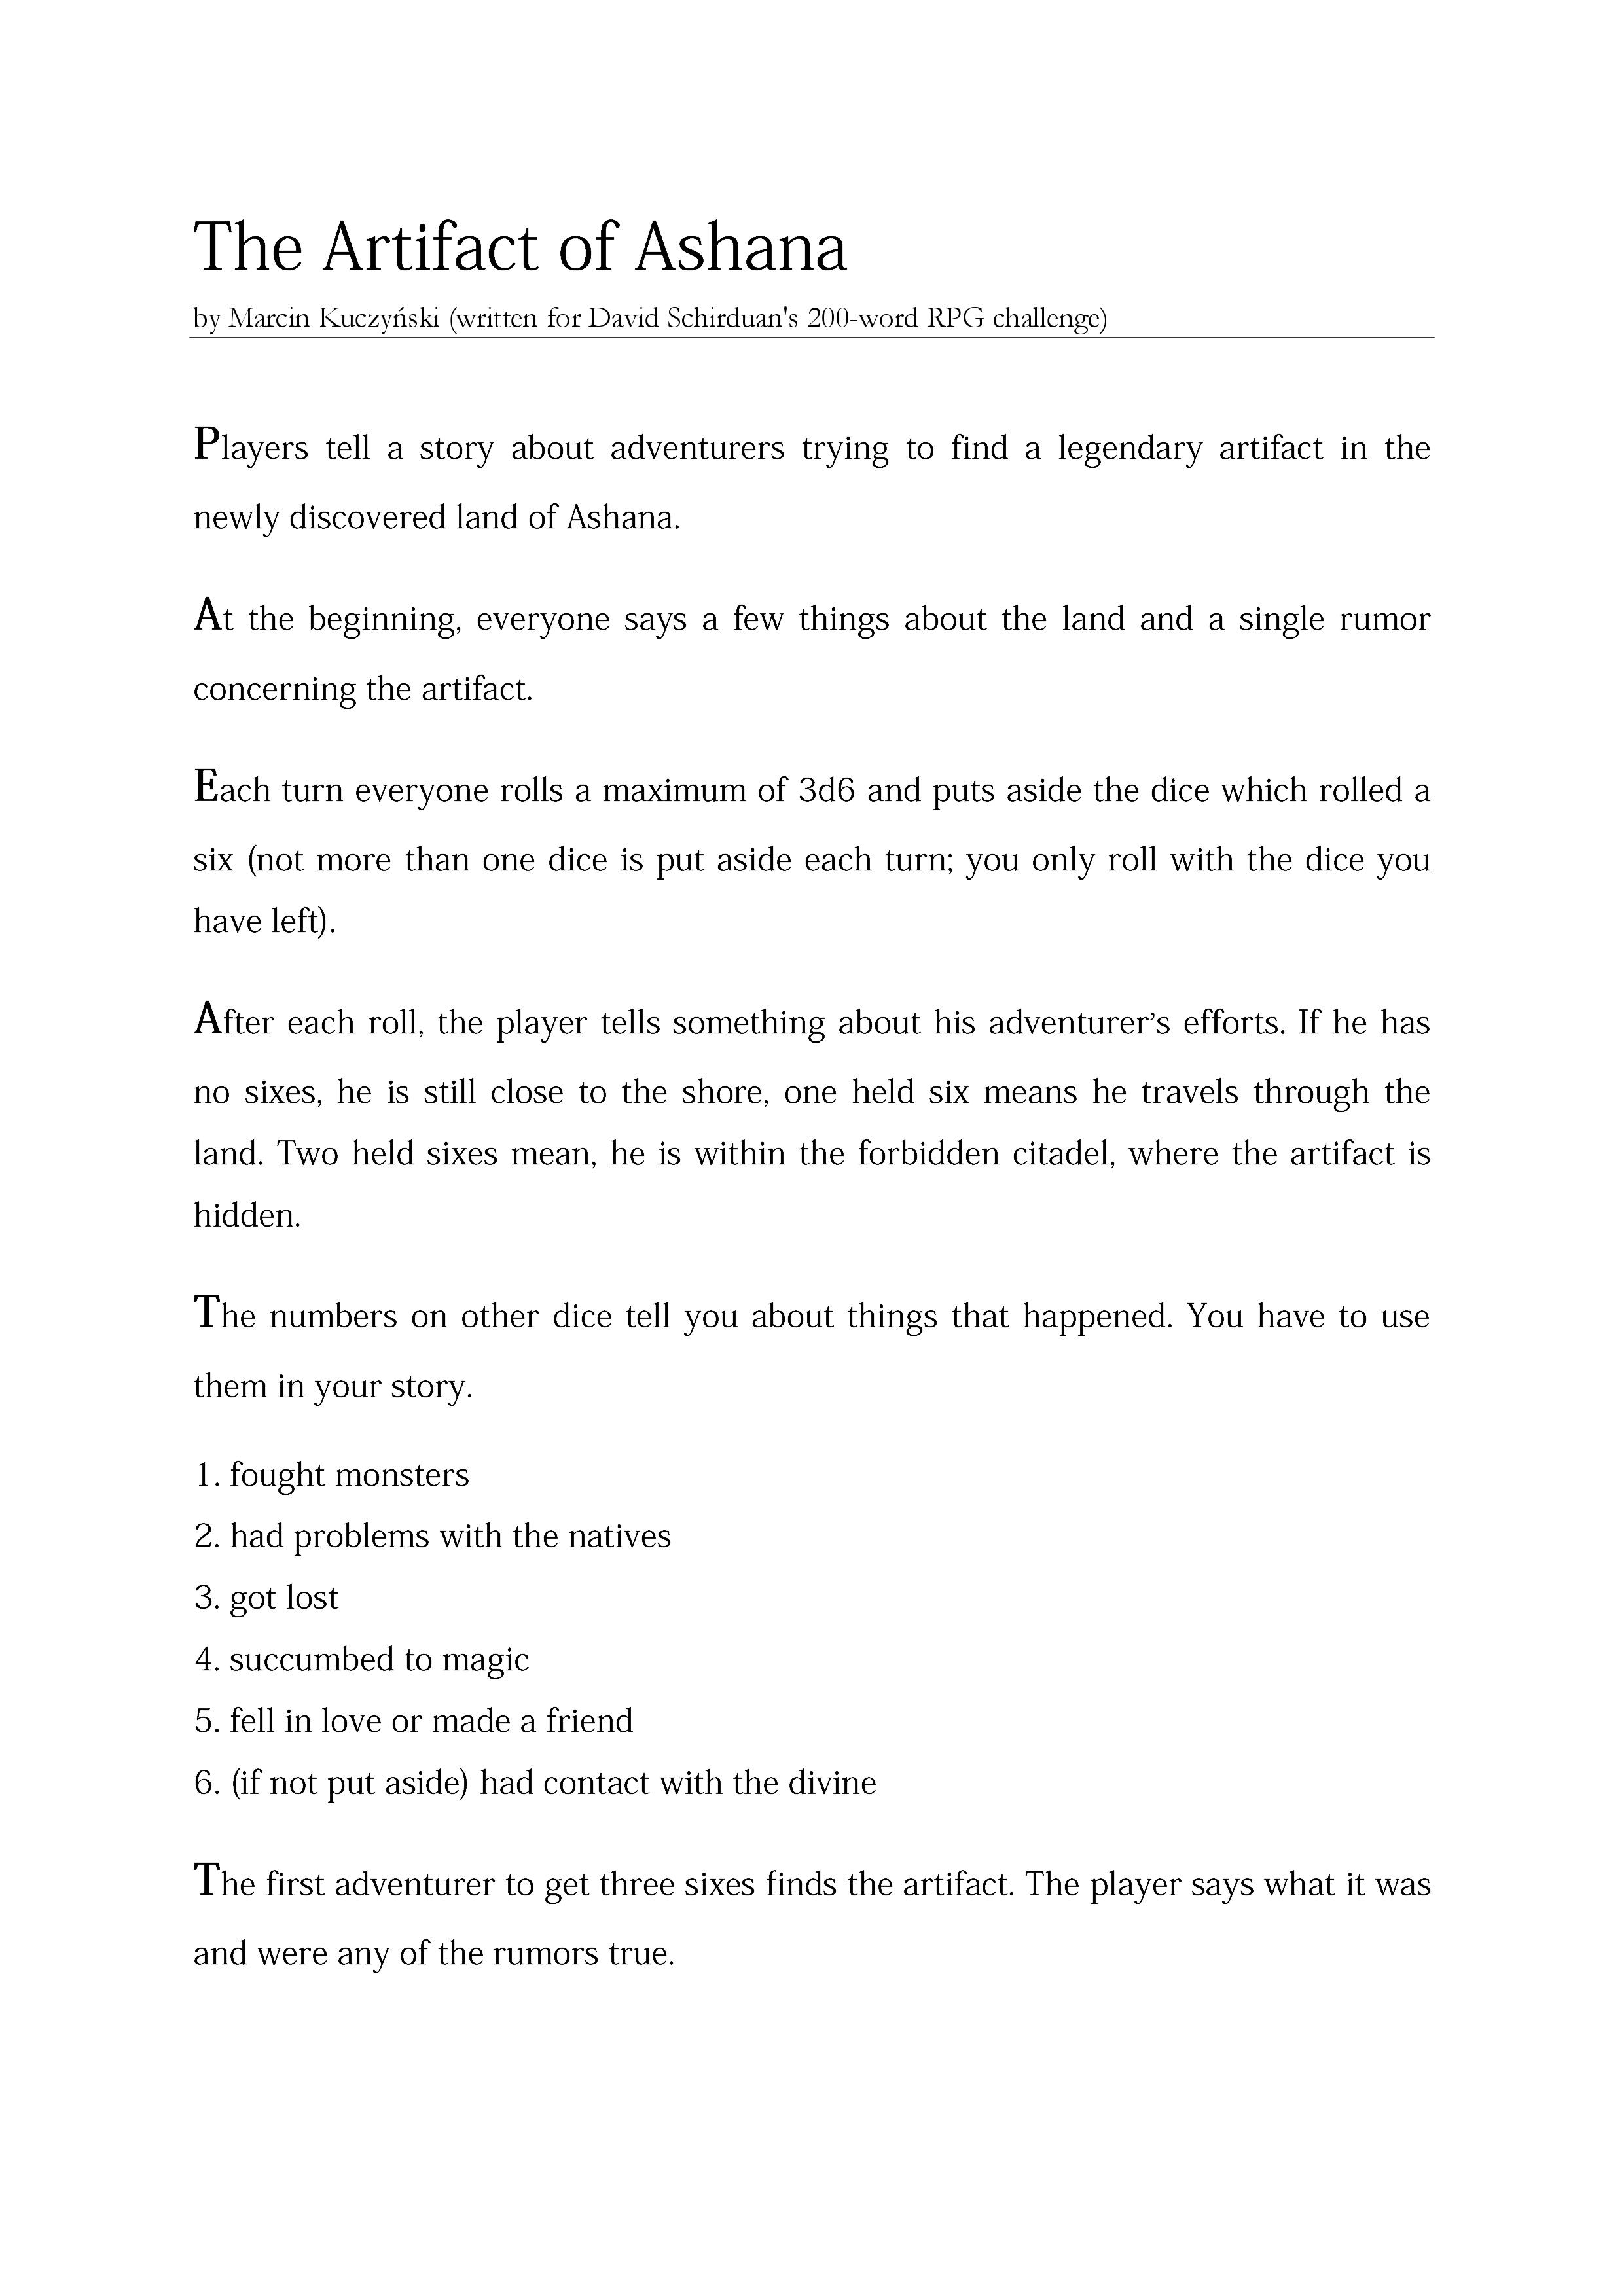 The Artifact of Ashana
by Marcin Kuczyński (written for David Schirduan's 200-word RPG challenge)
Players tell a story about adventurers trying to find a legendary artifact in the
newly discovered land of Ashana.
At the beginning, everyone says a few things about the land and a single rumor
concerning the artifact.
Each turn everyone rolls a maximum of 3d6 and puts aside the dice which rolled a
six (not more than one dice is put aside each turn; you only roll with the dice you
have left).
After each roll, the player tells something about his adventurer’s efforts. If he has
no sixes, he is still close to the shore, one held six means he travels through the
land. Two held sixes mean, he is within the forbidden citadel, where the artifact is
hidden.
The numbers on other dice tell you about things that happened. You have to use
them in your story.
1. fought monsters
2. had problems with the natives
3. got lost
4. succumbed to magic
5. fell in love or made a friend
6. (if not put aside) had contact with the divine
The first adventurer to get three sixes finds the artifact. The player says what it was
and were any of the rumors true.